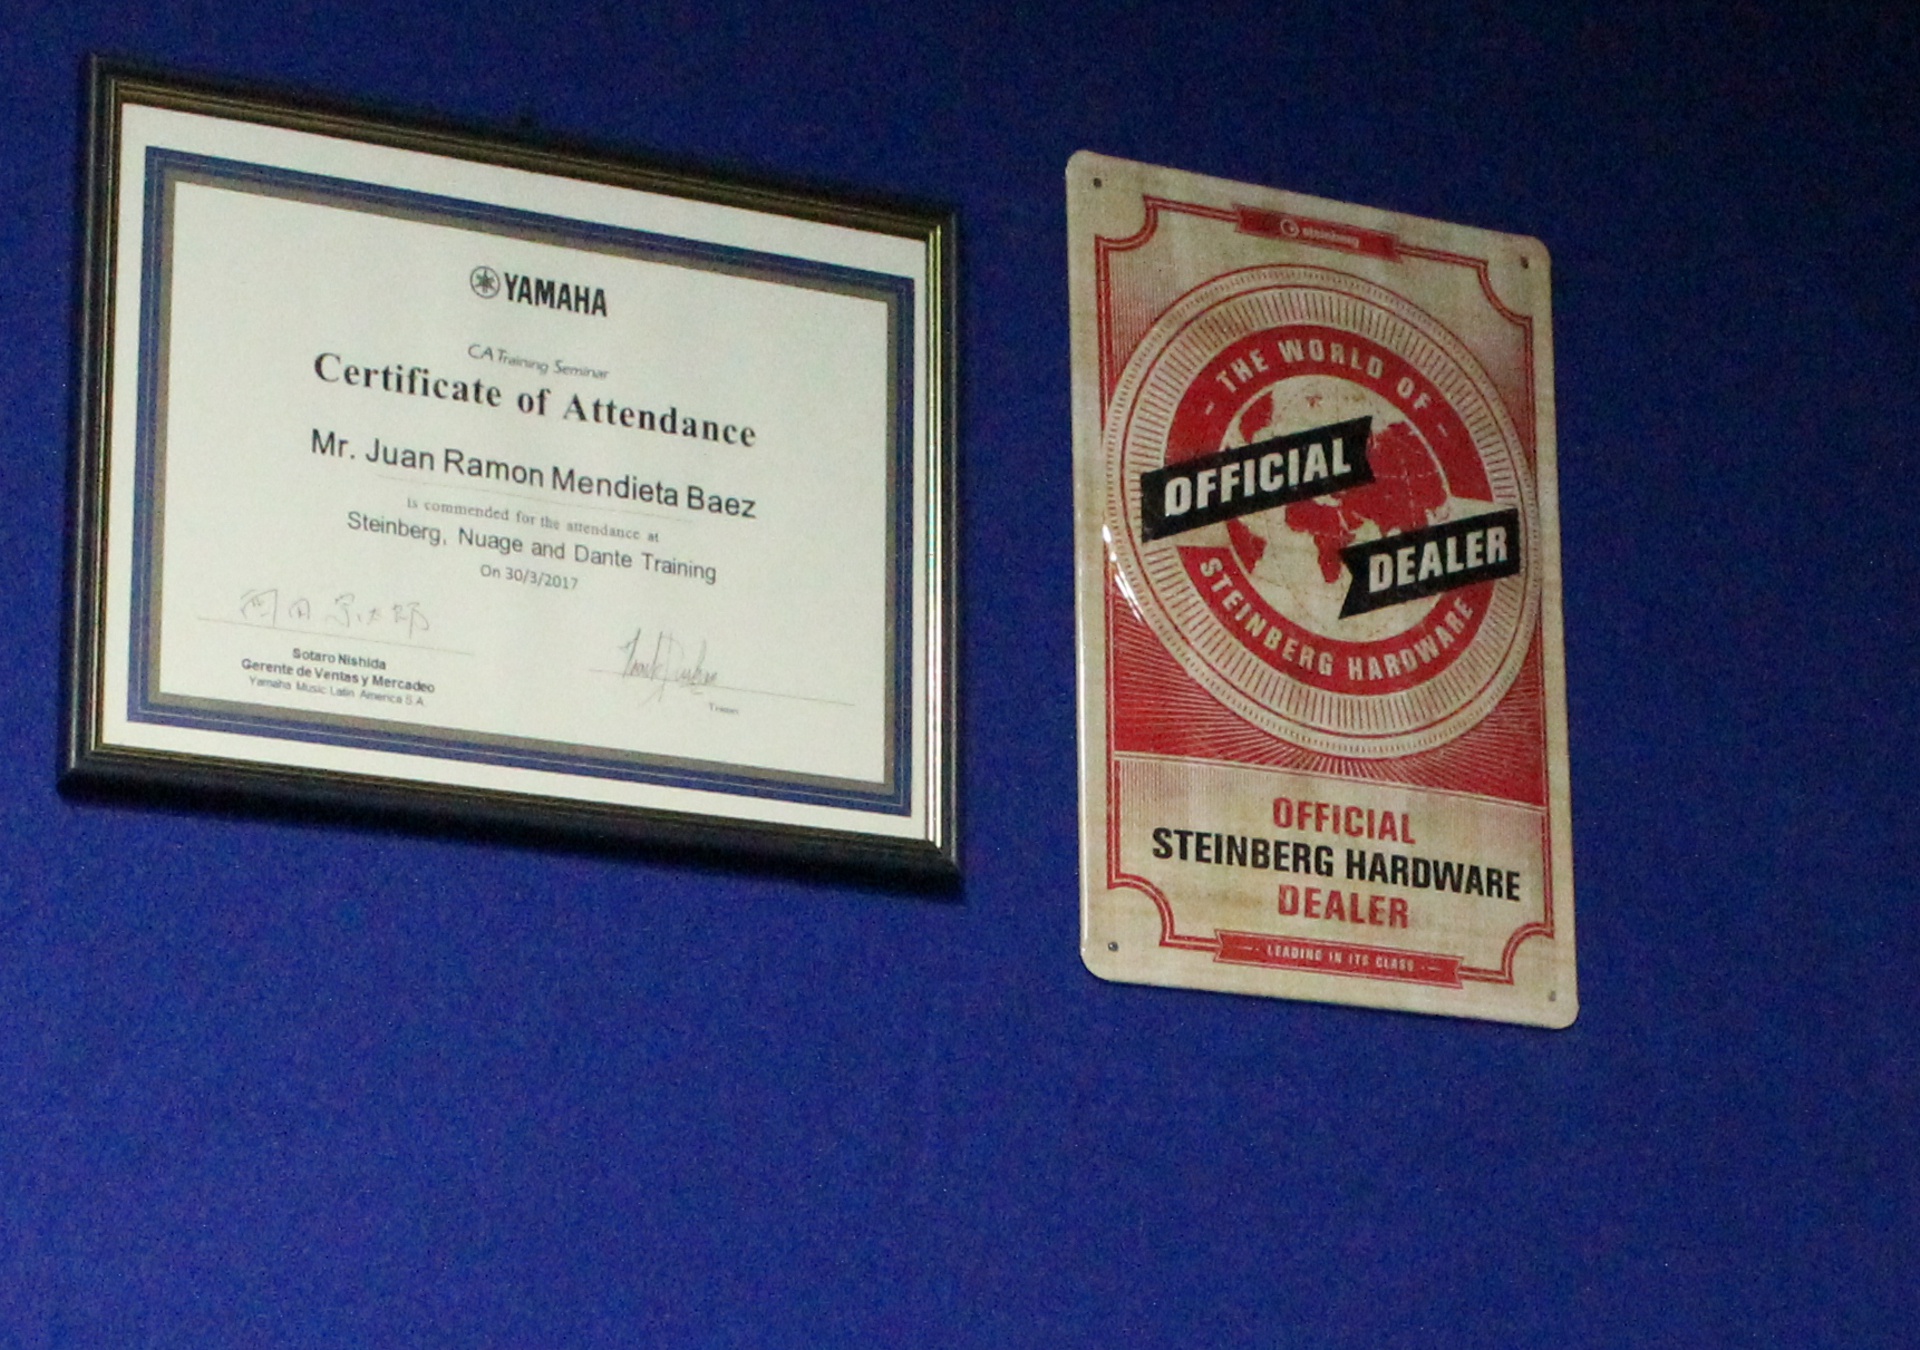 YAMAHA
CA Training Seminar
Certificate of Attendance
Mr. Juan Ramon Mendieta Baez
is commended for the attendance at
Steinberg, Nuage and Dante Training
On 30/3/2017
Sotaro Nishida
Gerente de Ventas y Mercadeo
Yamaha Music Latin America S.A.
Trainer
steinberg
- THE WORLD OF -
OFFICIAL
DEALER
STEINBERG HARDWARE
OFFICIAL
STEINBERG HARDWARE
DEALER
- LEADING IN ITS CLASS -